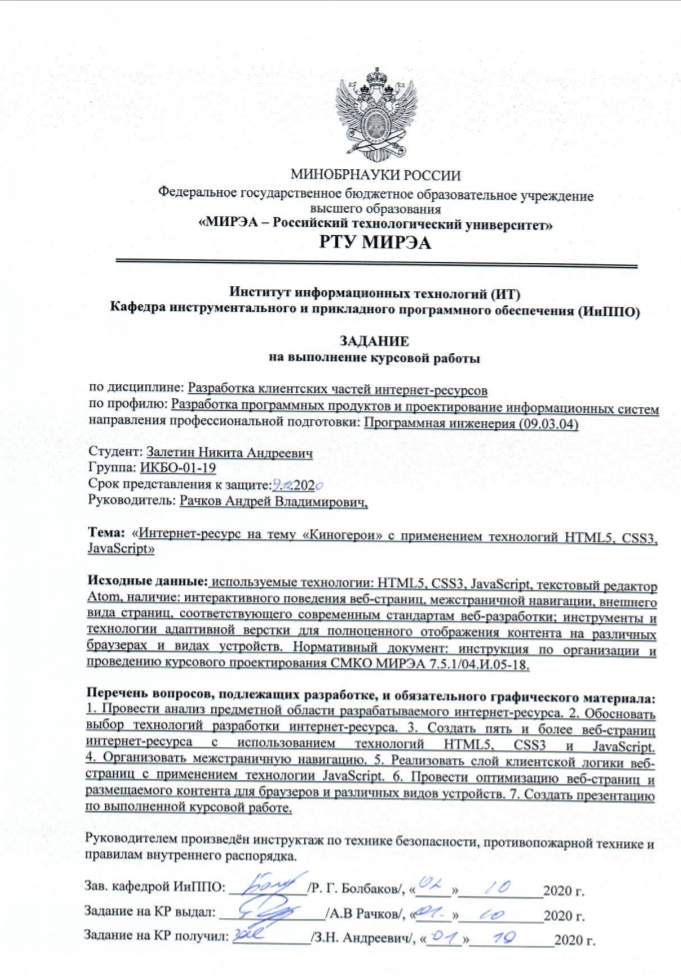 МИНОБРНАУКИ РОССИИ
Федеральное государственное бюджетное образовательное учреждение
высшего образования
«МИРЭА – Российский технологический университет»
РТУ МИРЭА
Институт информационных технологий (ИТ)
Кафедра инструментального и прикладного программного обеспечения (ИиППО)
ЗАДАНИЕ
на выполнение курсовой работы
по дисциплине: Разработка клиентских частей интернет-ресурсов
по профилю: Разработка программных продуктов и проектирование информационных систем
направления профессиональной подготовки: Программная инженерия (09.03.04)
Студент: Залетин Никита Андреевич
Группа: ИКБО-01-19
Срок представления к защите: 2020
Руководитель: Рачков Андрей Владимирович,
Тема: «Интернет-ресурс на тему «Киногерои» с применением технологий HTML5, CSS3,
JavaScript»
Исходные данные: используемые технологии: HTML5, CSS3, JavaScript, текстовый редактор
Atom, наличие: интерактивного поведения веб-страниц, межстраничной навигации, внешнего
вида страниц, соответствующего современным стандартам веб-разработки; инструменты и
технологии адаптивной верстки для полноценного отображения контента на различных
браузерах и видах устройств. Нормативный документ: инструкция по организации и
проведению курсового проектирования СМКО МИРЭА 7.5.1/04.И.05-18.
Перечень вопросов, подлежащих разработке, и обязательного графического материала:
1. Провести анализ предметной области разрабатываемого интернет-ресурса. 2. Обосновать
выбор технологий разработки интернет-ресурса. 3. Создать пять и более веб-страниц
интернет-ресурса с использованием технологий HTML5, CSS3 и JavaScript.
4. Организовать межстраничную навигацию. 5. Реализовать слой клиентской логики веб-
страниц с применением технологии JavaScript. 6. Провести оптимизацию веб-страниц и
размещаемого контента для браузеров и различных видов устройств. 7. Создать презентацию
по выполненной курсовой работе.
Руководителем произведён инструктаж по технике безопасности, противопожарной технике и
правилам внутреннего распорядка.
Зав. кафедрой ИиППО: /Р. Г. Болбаков/, « » 10 2020 г.
Задание на КР выдал: /А.В Рачков/, «01.» 10 2020 г.
Задание на КР получил: /З.Н. Андреевич/, «01» 10 2020 г.